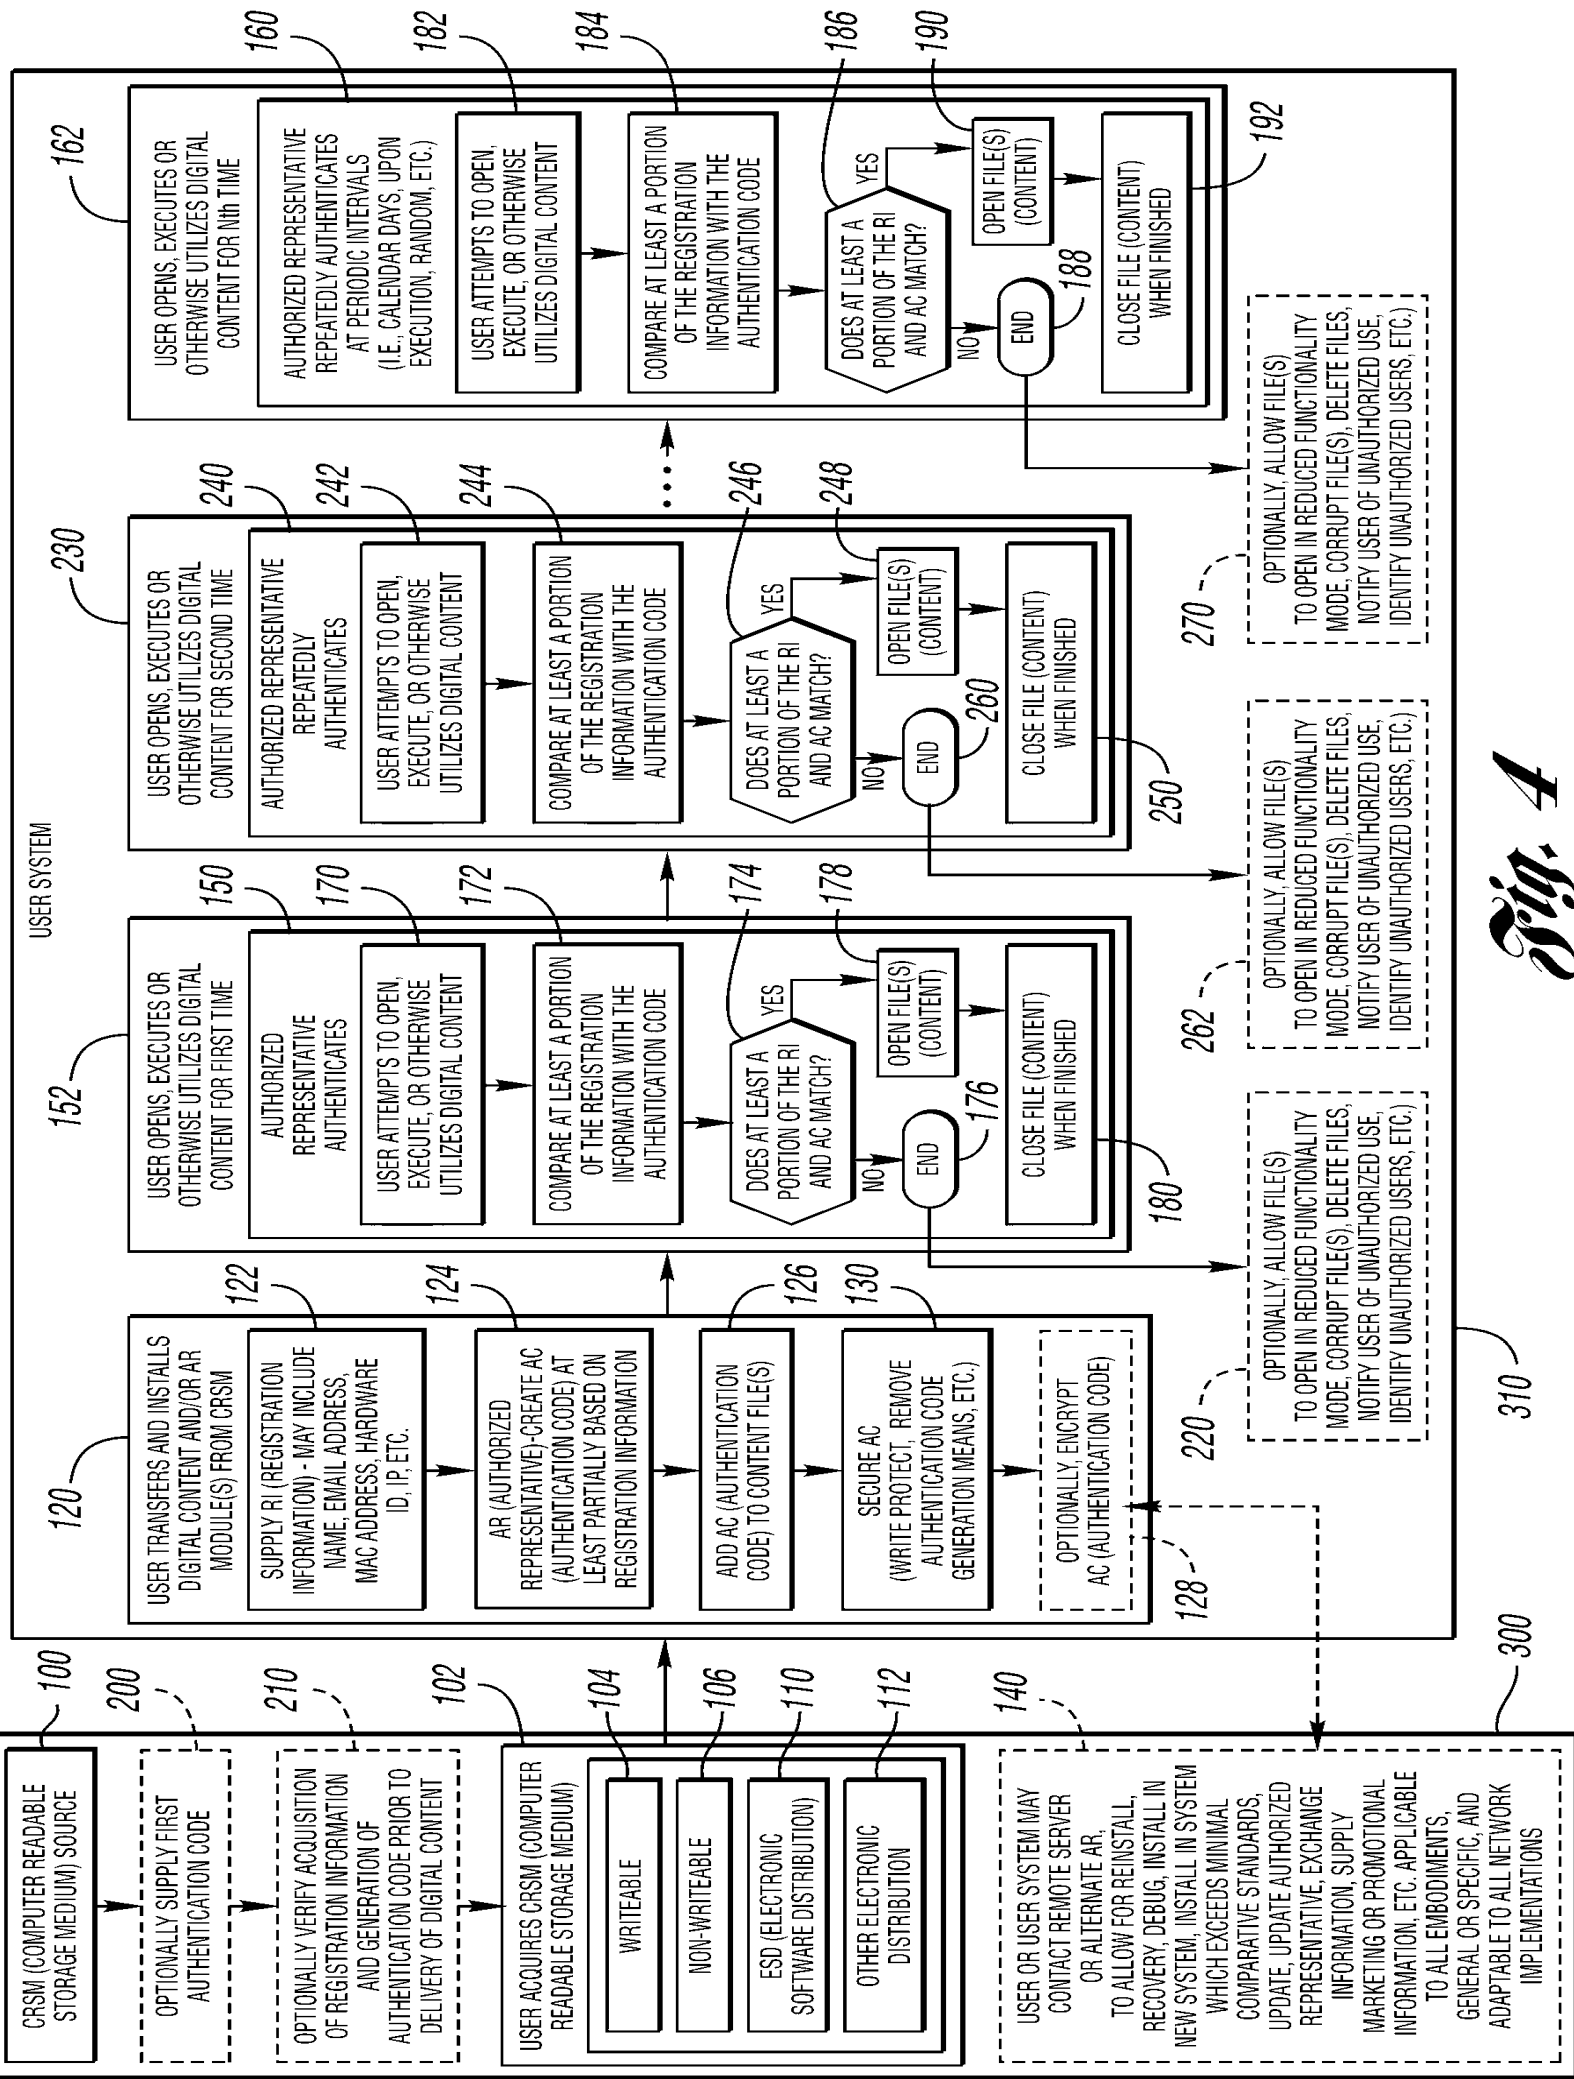 100
CRSM (COMPUTER READABLE
STORAGE MEDIUM) SOURCE
200
OPTIONALLY SUPPLY FIRST
AUTHENTICATION CODE
210
OPTIONALLY VERIFY ACQUISITION
OF REGISTRATION INFORMATION
AND GENERATION OF
AUTHENTICATION CODE PRIOR TO
DELIVERY OF DIGITAL CONTENT
102
USER ACQUIRES CRSM (COMPUTER
READABLE STORAGE MEDIUM)
104
WRITEABLE
106
NON-WRITEABLE
110
ESD (ELECTRONIC
SOFTWARE DISTRIBUTION)
112
OTHER ELECTRONIC
DISTRIBUTION
140
USER OR USER SYSTEM MAY
CONTACT REMOTE SERVER
OR ALTERNATE AR,
TO ALLOW FOR REINSTALL,
RECOVERY, DEBUG, INSTALL IN
NEW SYSTEM, INSTALL IN SYSTEM
WHICH EXCEEDS MINIMAL
COMPARATIVE STANDARDS,
UPDATE, UPDATE AUTHORIZED
REPRESENTATIVE, EXCHANGE
INFORMATION, SUPPLY
MARKETING OR PROMOTIONAL
INFORMATION, ETC. APPLICABLE
TO ALL EMBODIMENTS,
GENERAL OR SPECIFIC, AND
ADAPTABLE TO ALL NETWORK
IMPLEMENTATIONS
300
USER SYSTEM
120
USER TRANSFERS AND INSTALLS
DIGITAL CONTENT AND/OR AR
MODULE(S) FROM CRSM
122
SUPPLY RI (REGISTRATION
INFORMATION) - MAY INCLUDE
NAME, EMAIL ADDRESS,
MAC ADDRESS, HARDWARE
ID, IP, ETC.
124
AR (AUTHORIZED
REPRESENTATIVE)-CREATE AC
(AUTHENTICATION CODE) AT
LEAST PARTIALLY BASED ON
REGISTRATION INFORMATION
126
ADD AC (AUTHENTICATION
CODE) TO CONTENT FILE(S)
130
SECURE AC
(WRITE PROTECT, REMOVE
AUTHENTICATION CODE
GENERATION MEANS, ETC.)
OPTIONALLY, ENCRYPT
AC (AUTHENTICATION CODE)
128
152
USER OPENS, EXECUTES OR
OTHERWISE UTILIZES DIGITAL
CONTENT FOR FIRST TIME
150
AUTHORIZED
REPRESENTATIVE
AUTHENTICATES
170
USER ATTEMPTS TO OPEN,
EXECUTE, OR OTHERWISE
UTILIZES DIGITAL CONTENT
172
COMPARE AT LEAST A PORTION
OF THE REGISTRATION
INFORMATION WITH THE
AUTHENTICATION CODE
174
DOES AT LEAST A
PORTION OF THE RI
AND AC MATCH?
YES
NO
178
OPEN FILE(S)
(CONTENT)
END
176
CLOSE FILE (CONTENT)
WHEN FINISHED
180
220
OPTIONALLY, ALLOW FILE(S)
TO OPEN IN REDUCED FUNCTIONALITY
MODE, CORRUPT FILE(S), DELETE FILES,
NOTIFY USER OF UNAUTHORIZED USE,
IDENTIFY UNAUTHORIZED USERS, ETC.)
230
USER OPENS, EXECUTES OR
OTHERWISE UTILIZES DIGITAL
CONTENT FOR SECOND TIME
240
AUTHORIZED REPRESENTATIVE
REPEATEDLY
AUTHENTICATES
242
USER ATTEMPTS TO OPEN,
EXECUTE, OR OTHERWISE
UTILIZES DIGITAL CONTENT
244
COMPARE AT LEAST A PORTION
OF THE REGISTRATION
INFORMATION WITH THE
AUTHENTICATION CODE
246
DOES AT LEAST A
PORTION OF THE RI
AND AC MATCH?
YES
NO
248
OPEN FILE(S)
(CONTENT)
END
260
CLOSE FILE (CONTENT)
WHEN FINISHED
250
262
OPTIONALLY, ALLOW FILE(S)
TO OPEN IN REDUCED FUNCTIONALITY
MODE, CORRUPT FILE(S), DELETE FILES,
NOTIFY USER OF UNAUTHORIZED USE,
IDENTIFY UNAUTHORIZED USERS, ETC.)
162
USER OPENS, EXECUTES OR
OTHERWISE UTILIZES DIGITAL
CONTENT FOR Nth TIME
160
AUTHORIZED REPRESENTATIVE
REPEATEDLY AUTHENTICATES
AT PERIODIC INTERVALS
(I.E., CALENDAR DAYS, UPON
EXECUTION, RANDOM, ETC.)
182
USER ATTEMPTS TO OPEN,
EXECUTE, OR OTHERWISE
UTILIZES DIGITAL CONTENT
184
COMPARE AT LEAST A PORTION
OF THE REGISTRATION
INFORMATION WITH THE
AUTHENTICATION CODE
186
DOES AT LEAST A
PORTION OF THE RI
AND AC MATCH?
YES
NO
190
OPEN FILE(S)
(CONTENT)
END
188
CLOSE FILE (CONTENT)
WHEN FINISHED
192
270
OPTIONALLY, ALLOW FILE(S)
TO OPEN IN REDUCED FUNCTIONALITY
MODE, CORRUPT FILE(S), DELETE FILES,
NOTIFY USER OF UNAUTHORIZED USE,
IDENTIFY UNAUTHORIZED USERS, ETC.)
310
Fig. 4